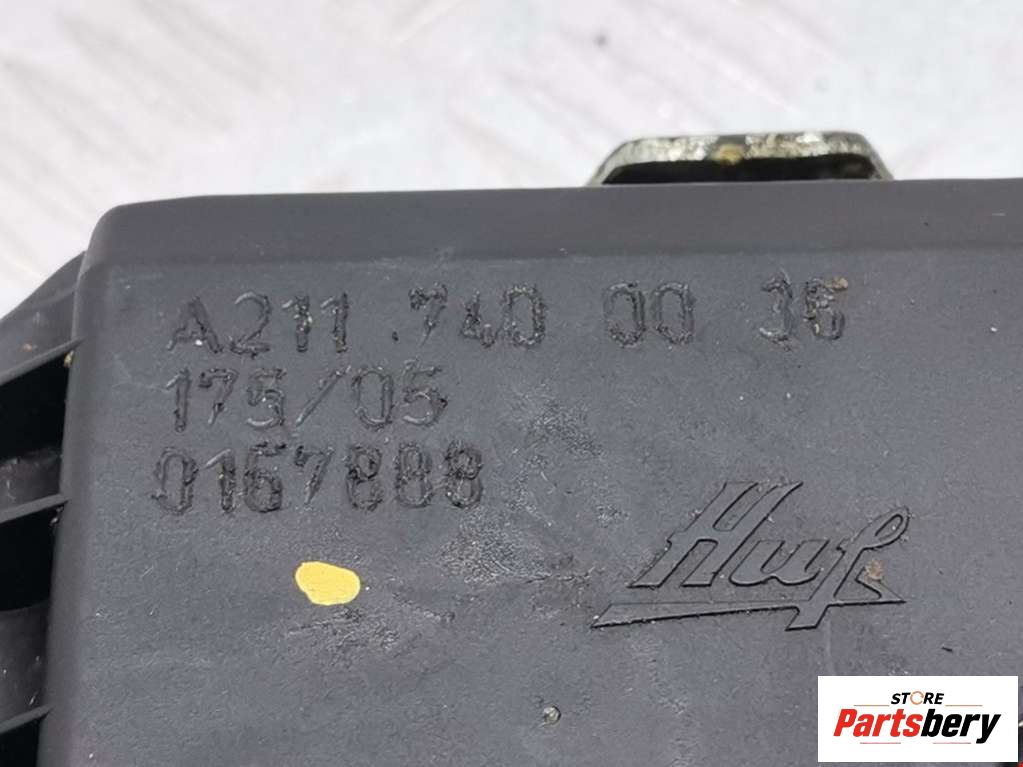 A211 740 00 36
175/05
0167888
Huf
STORE
Partsbery